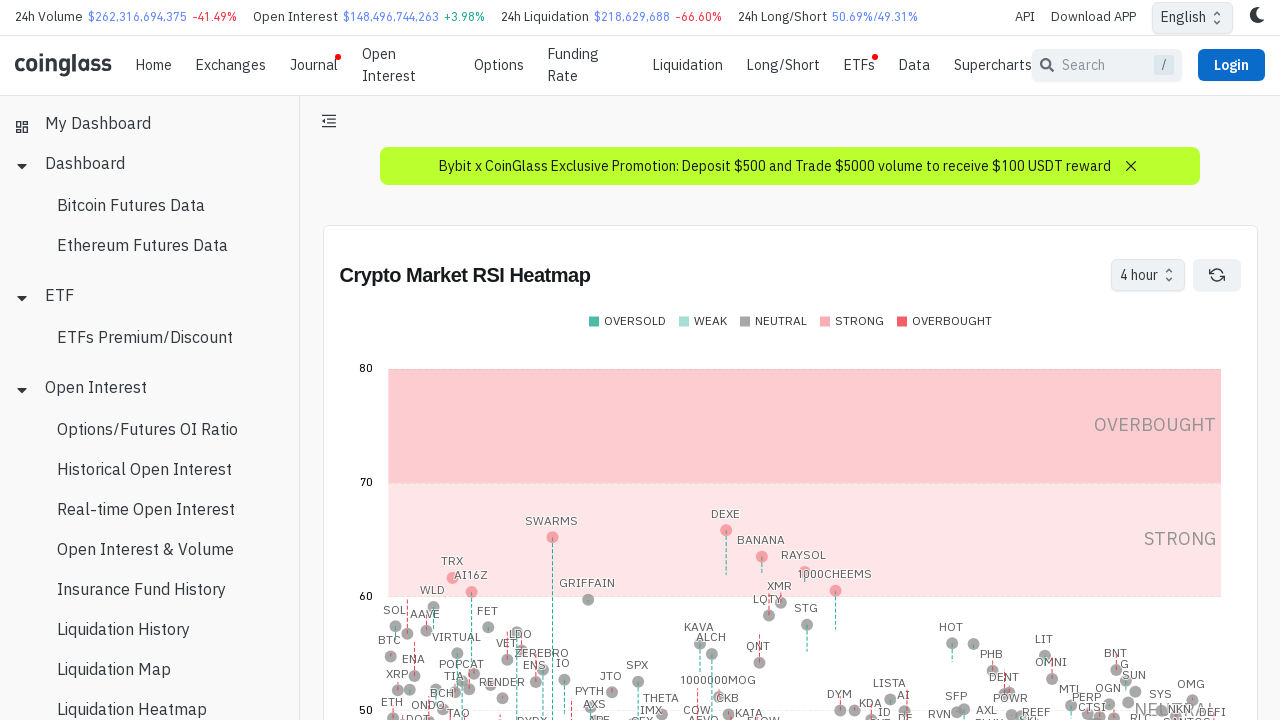 24h Volume $262,316,694,375 -41.49% Open Interest $148,496,744,263 +3.98% 24h Liquidation $218,629,688 -66.60% 24h Long/Short 50.69%/49.31% API Download APP English
coinglass Home Exchanges Journal Open Interest Options Funding Rate Liquidation Long/Short ETFs Data Supercharts Search / Login
My Dashboard
Dashboard
Bitcoin Futures Data
Ethereum Futures Data
ETF
ETFs Premium/Discount
Open Interest
Options/Futures OI Ratio
Historical Open Interest
Real-time Open Interest
Open Interest & Volume
Insurance Fund History
Liquidation History
Liquidation Map
Liquidation Heatmap
Bybit x CoinGlass Exclusive Promotion: Deposit $500 and Trade $5000 volume to receive $100 USDT reward
Crypto Market RSI Heatmap
4 hour
OVERSOLD WEAK NEUTRAL STRONG OVERBOUGHT
80
OVERBOUGHT
70
DEXE
SWARMS
BANANA
STRONG
RAYSOL
TRX
AI16Z
1000CHEEMS
GRIFFAIN
XMR
WLD
60
LQTY
SOL
AAVE
FET
STG
KAVA
HOT
BTC
VIRTUAL
LDO
ALCH
LIT
VET
QNT
ZEREBRO
PHB
BNT
ENA
POPCAT
ENS
IO
SPX
OMNI
XRP
TIA
JTO
1000000MOG
DENT
SUN
RENDER
LISTA
OMG
BCH
PYTH
THETA
CKB
DYM
AI
SFP
POWR
MTL
OGN
PERP
SYS
ETH
ONDO
AXS
IMX
COW
KDA
ID
RVN
AXL
REEF
CTSI
50
KATA